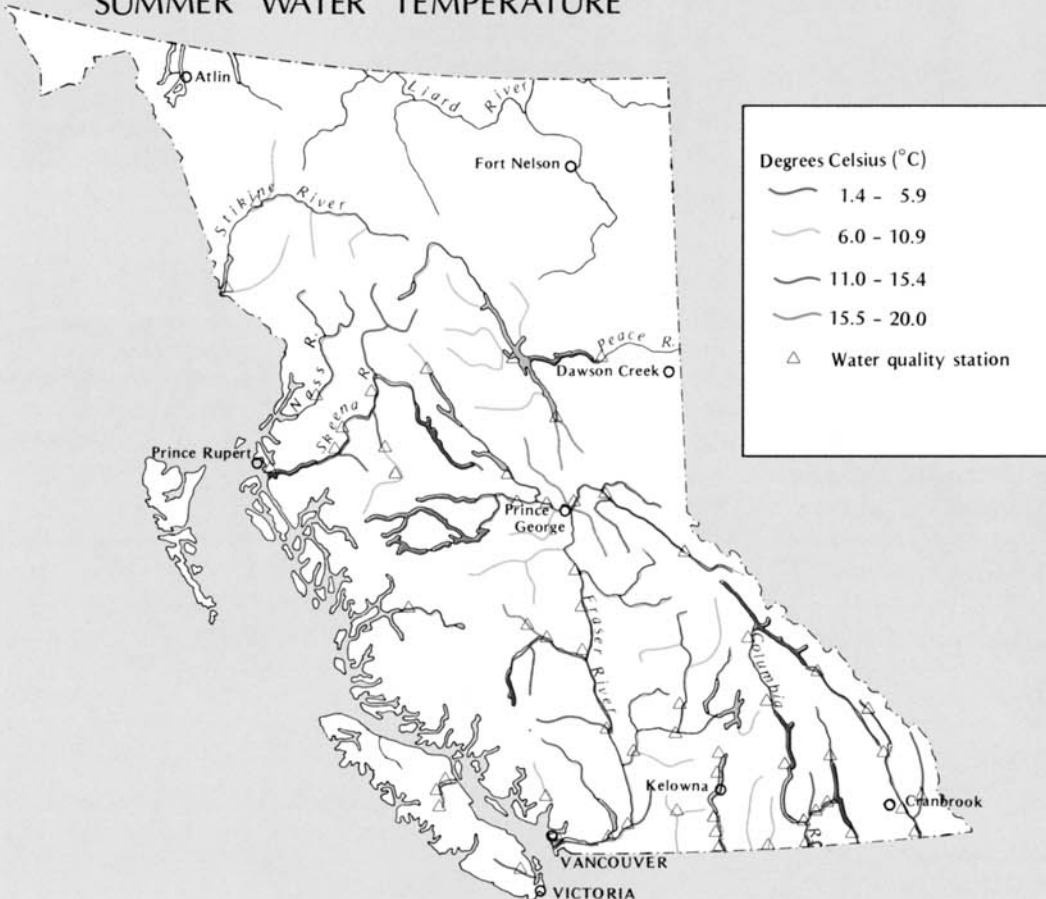 SUMMER WATER TEMPERATURE
Atlin
Liard River
Fort Nelson
Stikine River
Degrees Celsius (°C)
1.4 - 5.9
6.0 - 10.9
11.0 - 15.4
15.5 - 20.0
Water quality station
Peace R.
Dawson Creek
Nass R.
Skeena R.
Prince Rupert
Prince
George
Fraser River
Columbia
R.
Kelowna
Cranbrook
VANCOUVER
VICTORIA